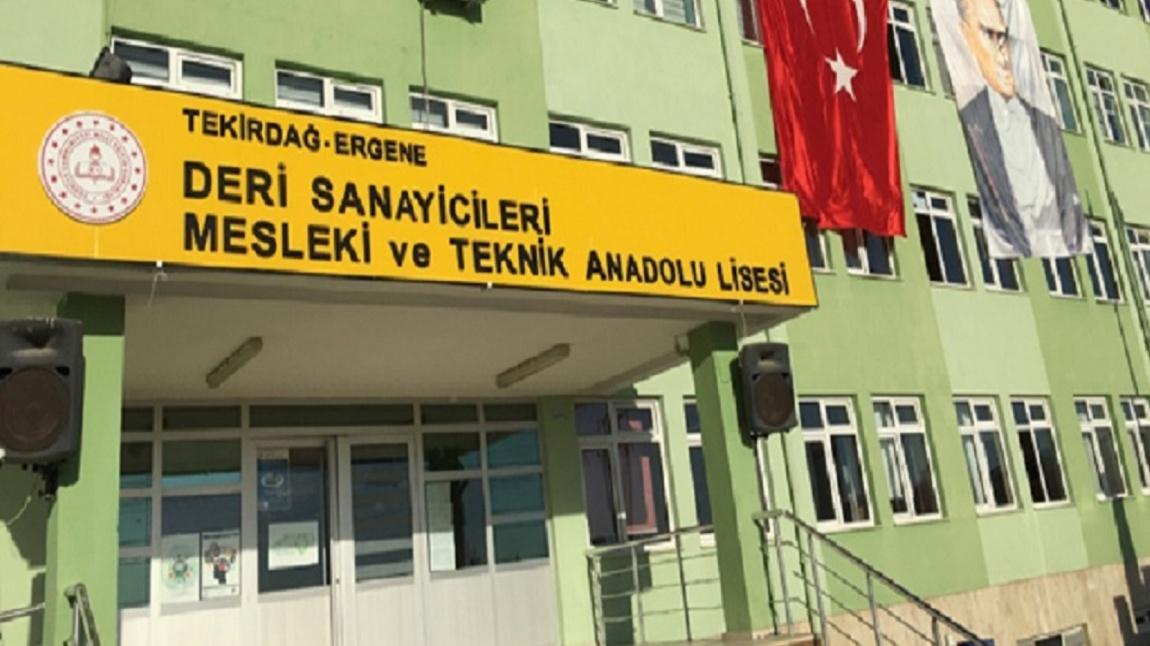 TEKİRDAĞ-ERGENE
DERİ SANAYİCİLERİ
MESLEKİ ve TEKNİK ANADOLU LİSESİ